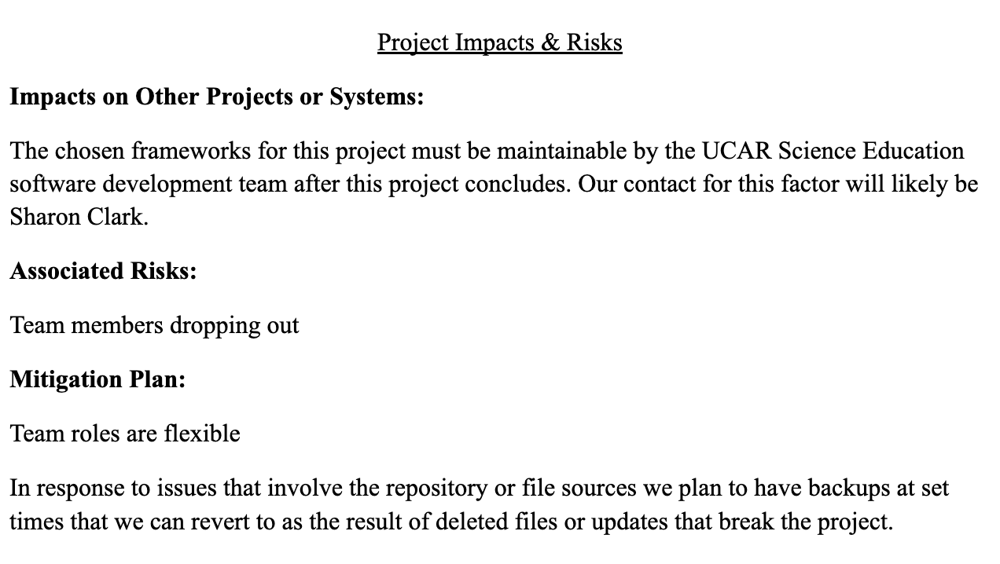 Project Impacts & Risks
Impacts on Other Projects or Systems:
The chosen frameworks for this project must be maintainable by the UCAR Science Education
software development team after this project concludes. Our contact for this factor will likely be
Sharon Clark.
Associated Risks:
Team members dropping out
Mitigation Plan:
Team roles are flexible
In response to issues that involve the repository or file sources we plan to have backups at set
times that we can revert to as the result of deleted files or updates that break the project.